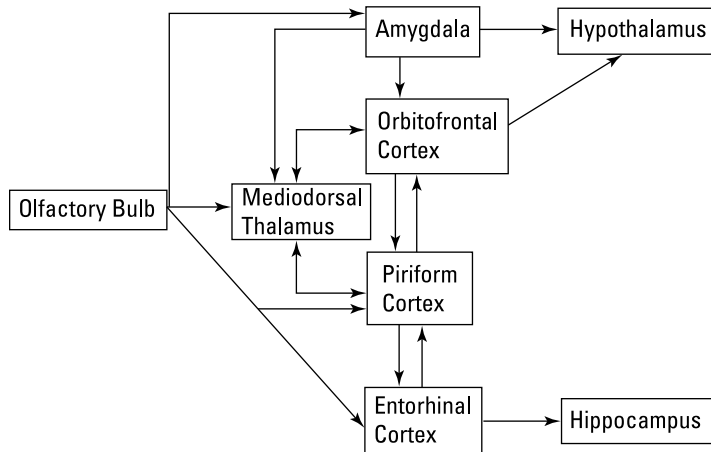 Amygdala
Hypothalamus
Orbitofrontal
Cortex
Olfactory Bulb
Mediodorsal
Thalamus
Piriform
Cortex
Entorhinal
Cortex
Hippocampus